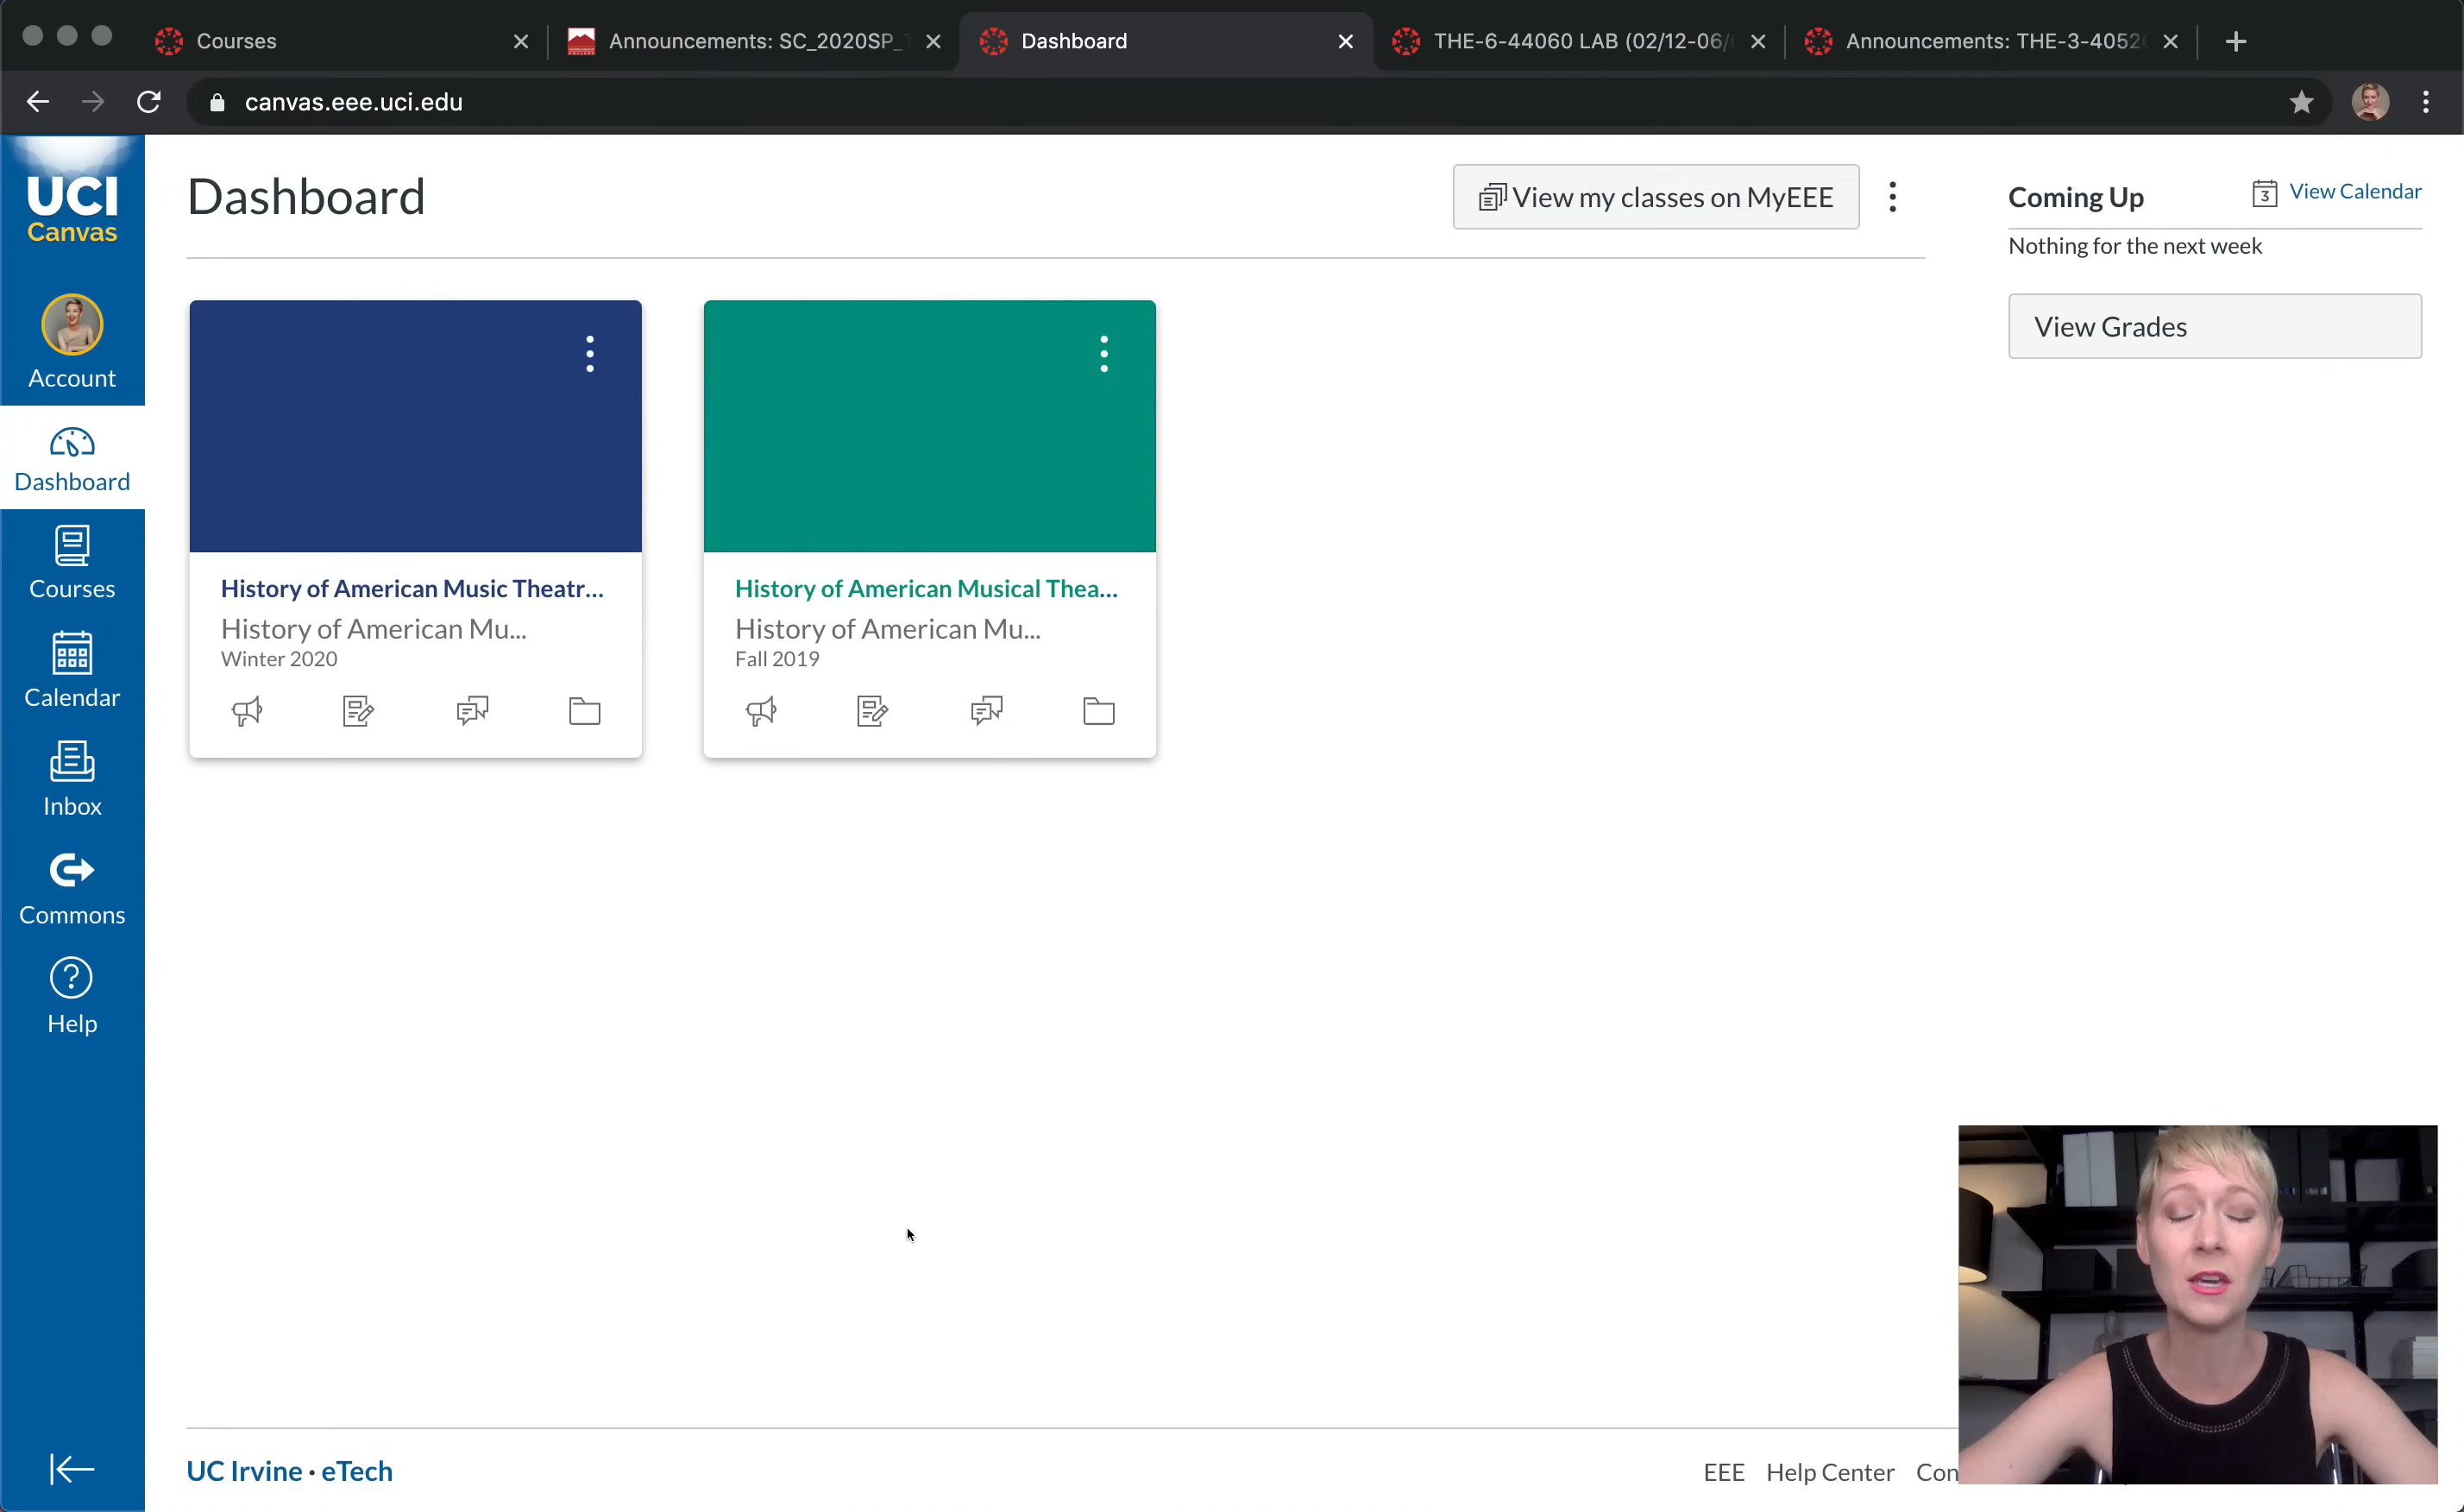 Courses
Announcements: SC_2020SP_
Dashboard
THE-6-44060 LAB (02/12-06/
Announcements: THE-3-4052
canvas.eee.uci.edu
UCI
Canvas
Account
Dashboard
Courses
Calendar
Inbox
Commons
Help
Dashboard
View my classes on MyEEE
History of American Music Theatr...
History of American Mu...
Winter 2020
History of American Musical Thea...
History of American Mu...
Fall 2019
Coming Up
3
View Calendar
Nothing for the next week
View Grades
UC Irvine · eTech
EEE Help Center Con